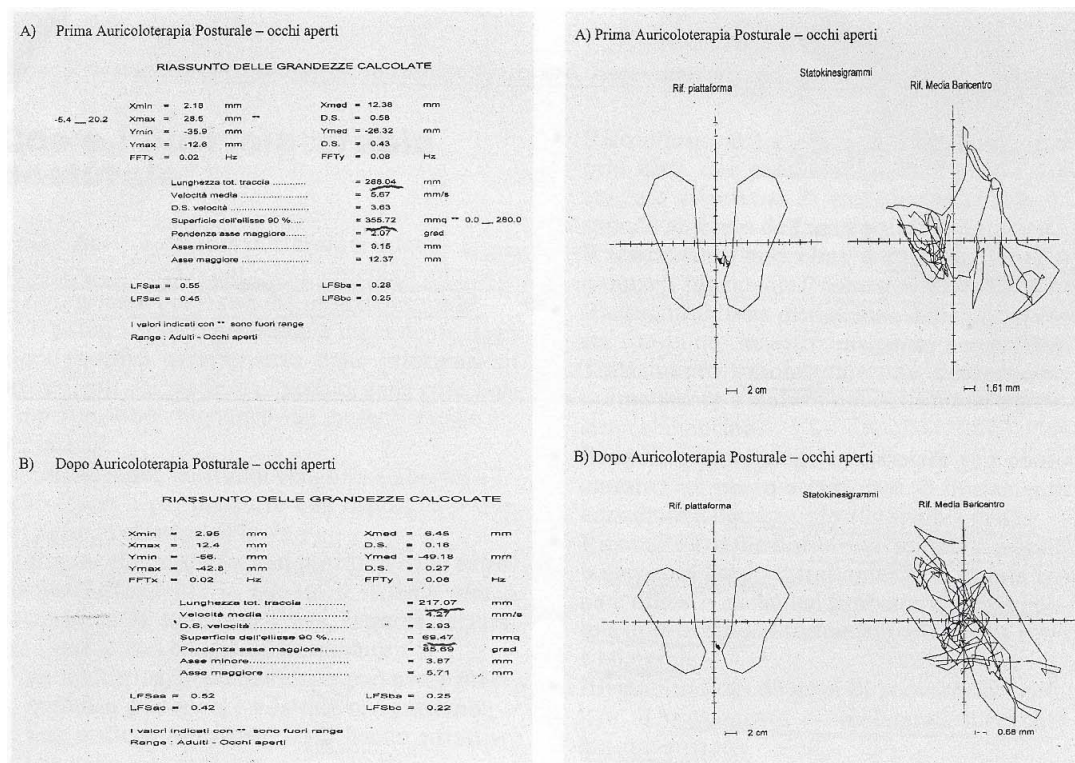 A) Prima Auricoloterapia Posturale – occhi aperti
RIASSUNTO DELLE GRANDEZZE CALCOLATE
Xmin = 2.18 mm Xmed = 12.38 mm
-5.4 __ 20.2 Xmax = 28.6 mm ** D.S. = 0.58
Ymin = -35.9 mm Ymed = -26.32 mm
Ymax = -12.6 mm D.S. = 0.43
FFTx = 0.02 Hz FFTy = 0.08 Hz
Lunghezza tot. traccia ............ = 288.04 mm
Velocità media ........................ = 5.67 mm/s
D.S. velocità ........................... = 3.63
Superficie dell'ellisse 90 %..... = 355.72 mmq ** 0.0 __ 280.0
Pendenza asse maggiore....... = 2.07 grad
Asse minore............................ = 0.15 mm
Asse maggiore ....................... = 12.37 mm
LFSaa = 0.55 LFSba = 0.28
LFSac = 0.45 LFSbc = 0.25
I valori indicati con ** sono fuori range
Range : Adulti - Occhi aperti
A) Prima Auricoloterapia Posturale – occhi aperti
Statokinesigrammi
Rif. piattaforma Rif. Media Baricentro
2 cm 1.61 mm
B) Dopo Auricoloterapia Posturale – occhi aperti
RIASSUNTO DELLE GRANDEZZE CALCOLATE
Xmin = 2.95 mm Xmed = 6.45 mm
Xmax = 12.4 mm D.S. = 0.16
Ymin = -56. mm Ymed = -49.18 mm
Ymax = -42.8 mm D.S. = 0.27
FFTx = 0.02 Hz FFTy = 0.08 Hz
Lunghezza tot. traccia ............ = 217.07 mm
Velocità media ........................ = 4.27 mm/s
D.S. velocità ........................... = 2.93
Superficie dell'ellisse 90 %..... = 69.47 mmq
Pendenza asse maggiore....... = 85.69 grad
Asse minore............................ = 3.87 mm
Asse maggiore ....................... = 5.71 mm
LFSaa = 0.52 LFSba = 0.25
LFSac = 0.42 LFSbc = 0.22
I valori indicati con ** sono fuori range
Range : Adulti - Occhi aperti
B) Dopo Auricoloterapia Posturale – occhi aperti
Statokinesigrammi
Rif. piattaforma Rif. Media Baricentro
2 cm 0.68 mm